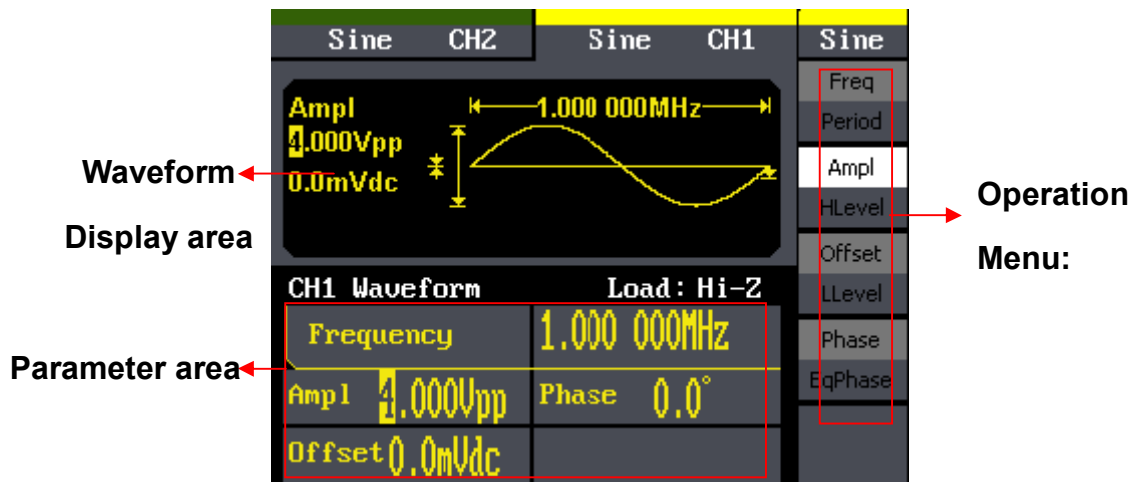 Sine CH2 Sine CH1 Sine
Freq
Period
Ampl
HLevel
Offset
LLevel
Phase
EqPhase
Ampl
4.000Vpp
0.0mVdc
1.000 000MHz
Waveform
Display area
Operation
Menu:
CH1 Waveform Load: Hi-Z
Frequency 1.000 000MHz
Parameter area
Ampl 4.000Vpp Phase 0.0°
Offset 0.0mVdc